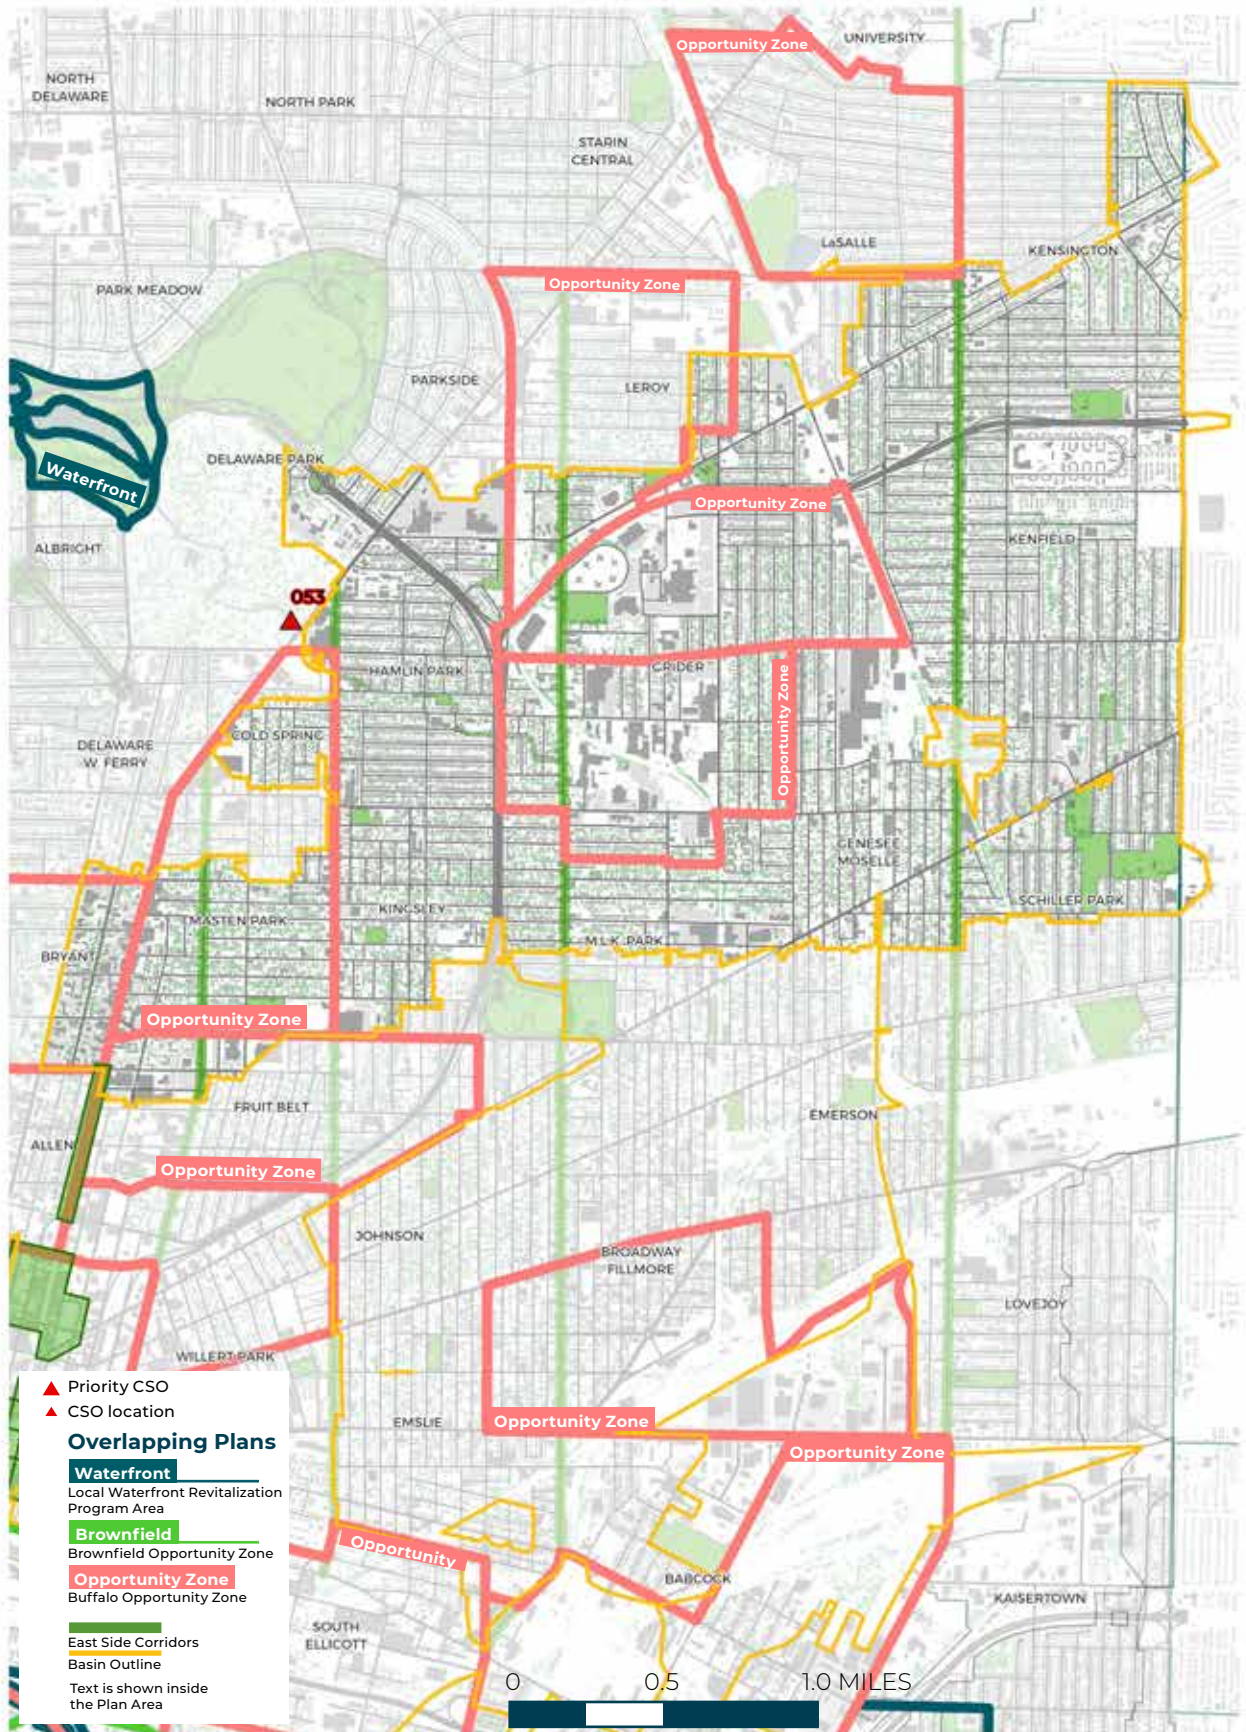 Opportunity Zone
UNIVERSITY
NORTH
DELAWARE
NORTH PARK
STARIN
CENTRAL
LaSALLE
KENSINGTON
PARK MEADOW
Opportunity Zone
PARKSIDE
LEROY
DELAWARE PARK
Waterfront
Opportunity Zone
ALBRIGHT
KENFIELD
053
HAMLIN PARK
CRIDER
Opportunity Zone
COLD SPRING
DELAWARE
W. FERRY
GENESEE
MOSELLE
SCHILLER PARK
KINGSLEY
MASTEN PARK
M.L.K. PARK
BRYANT
Opportunity Zone
FRUIT BELT
EMERSON
ALLEN
Opportunity Zone
JOHNSON
BROADWAY
FILLMORE
LOVEJOY
WILLERT PARK
EMSLIE
Opportunity Zone
Opportunity Zone
Opportunity
BABCOCK
KAISERTOWN
SOUTH
ELLICOTT
Priority CSO
CSO location
Overlapping Plans
Waterfront
Local Waterfront Revitalization
Program Area
Brownfield
Brownfield Opportunity Zone
Opportunity Zone
Buffalo Opportunity Zone
East Side Corridors
Basin Outline
Text is shown inside
the Plan Area
0 0.5 1.0 MILES